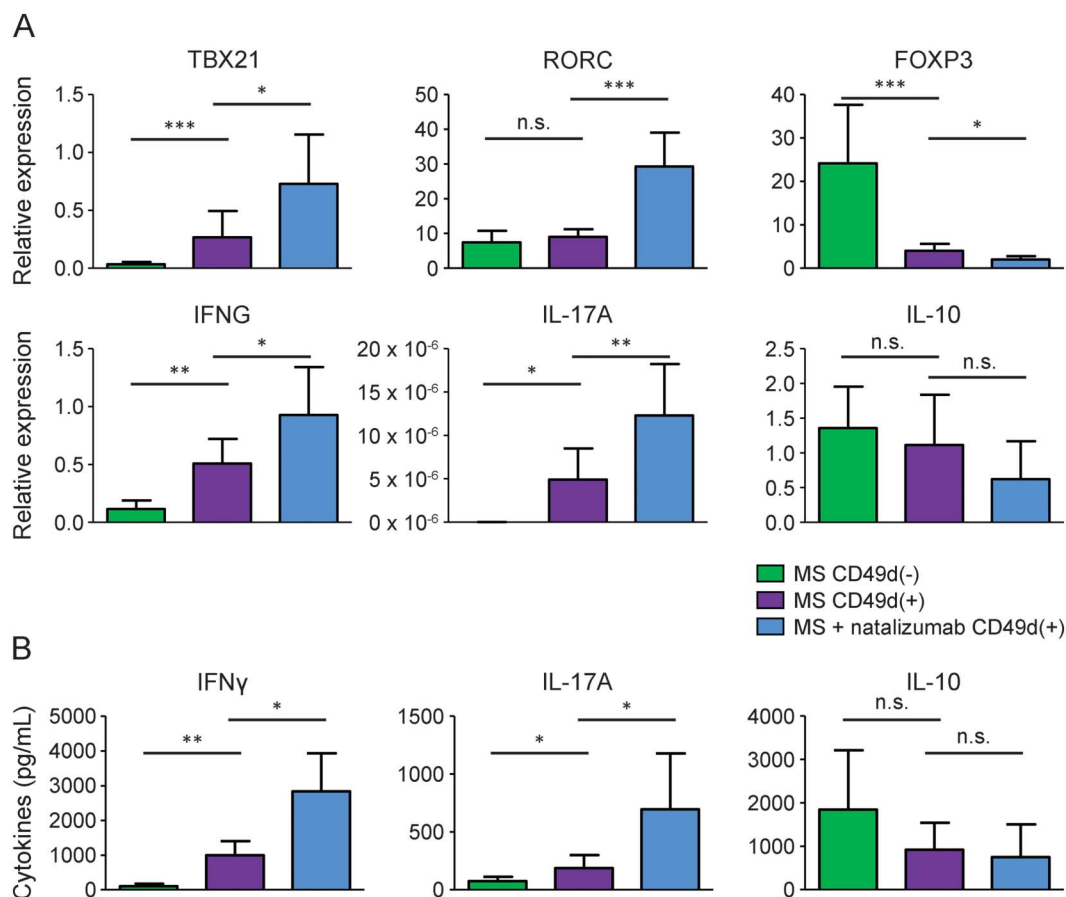 A
TBX21
RORC
FOXP3
Relative expression
1.5
1.0
0.5
0.0
***
*
50
40
30
20
10
0
n.s.
***
40
30
20
10
0
***
*
IFNG
IL-17A
IL-10
Relative expression
1.5
1.0
0.5
0.0
**
*
20 x 10⁻⁶
15 x 10⁻⁶
10 x 10⁻⁶
5 x 10⁻⁶
0 x 10⁻⁶
*
**
2.5
2.0
1.5
1.0
0.5
0.0
n.s.
n.s.
MS CD49d(-)
MS CD49d(+)
MS + natalizumab CD49d(+)
B
IFNγ
IL-17A
IL-10
Cytokines (pg/mL)
5000
4000
3000
2000
1000
0
**
*
1500
1000
500
0
*
*
4000
3000
2000
1000
0
n.s.
n.s.